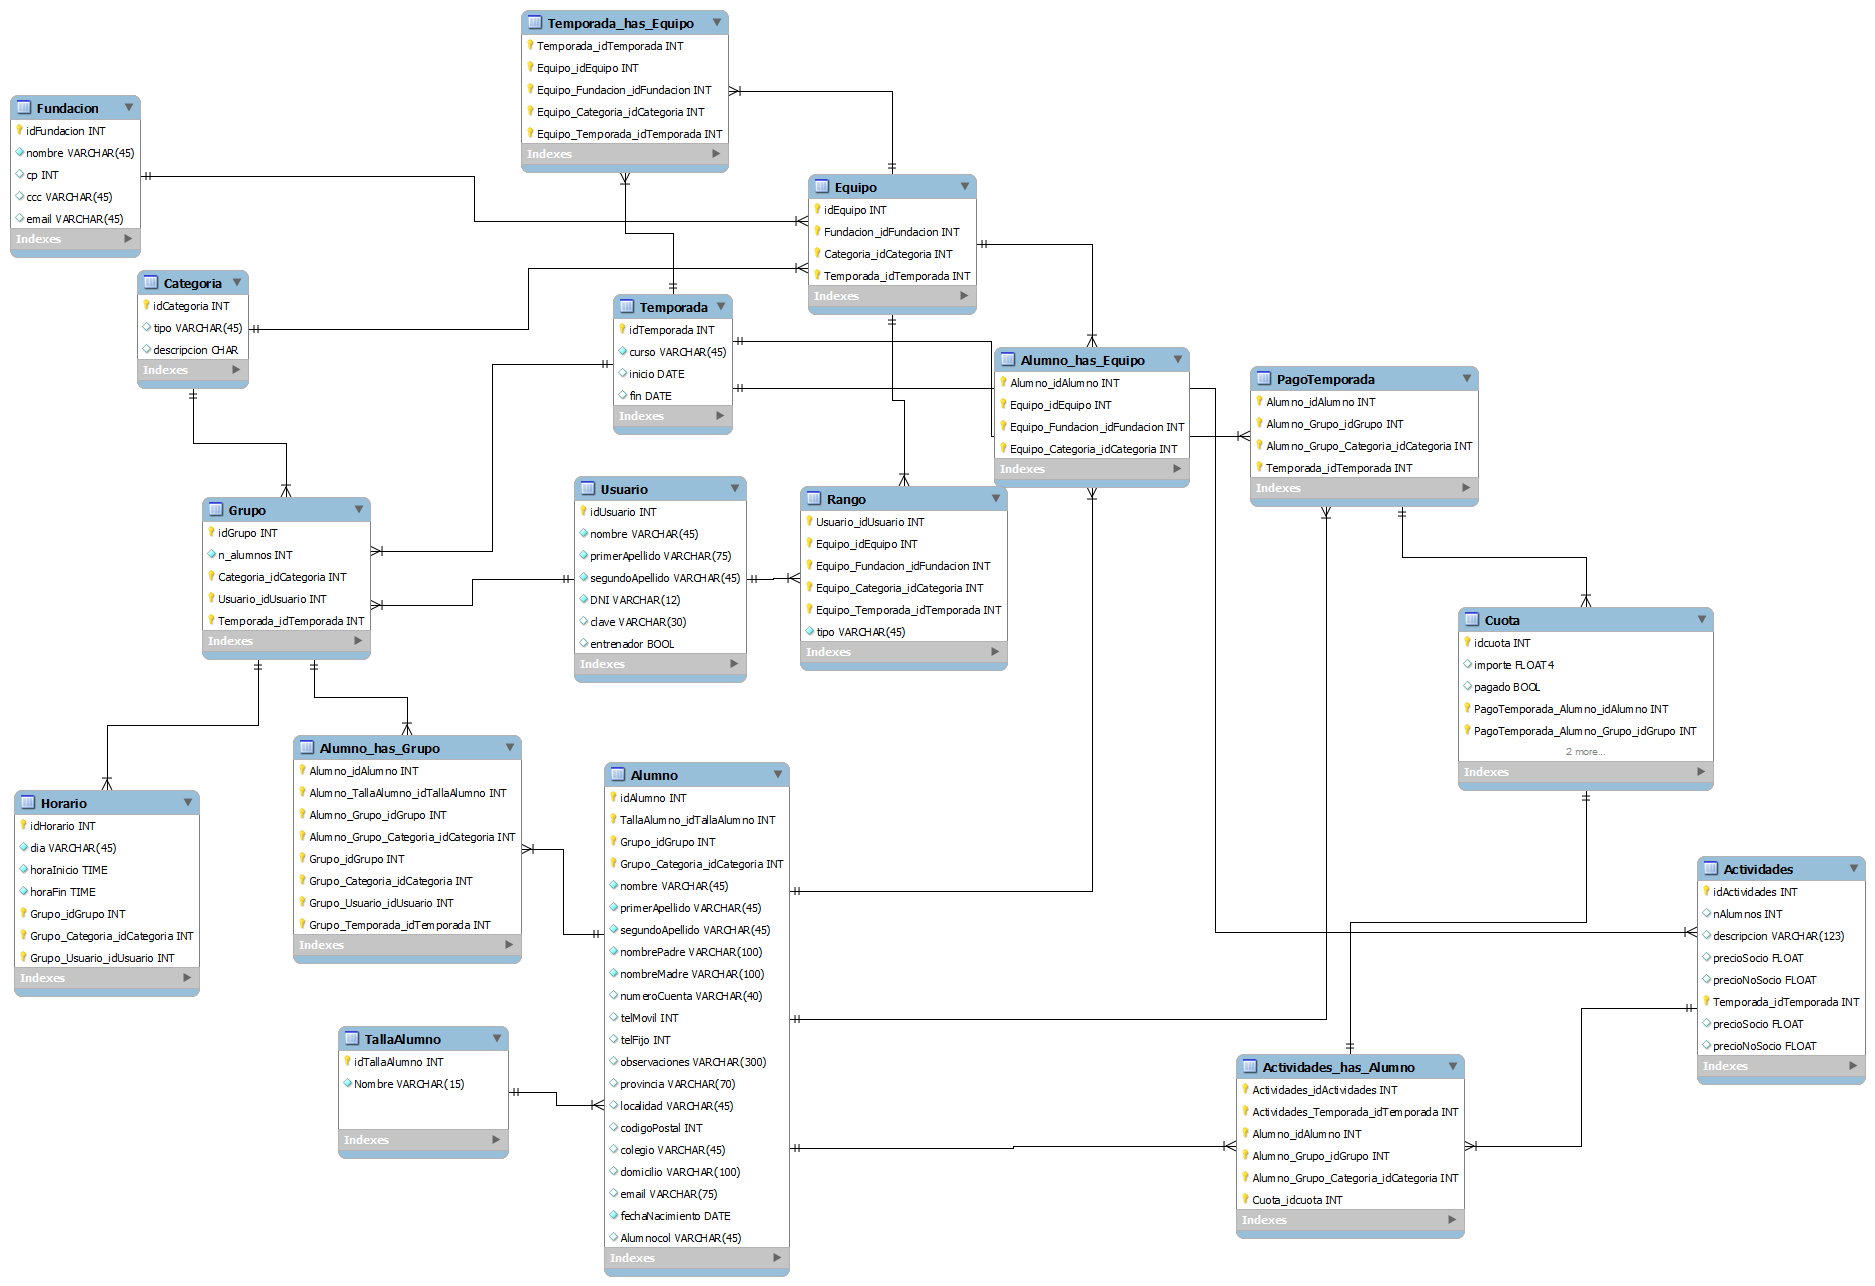 Temporada_has_Equipo
Temporada_idTemporada INT
Equipo_idEquipo INT
Equipo_Fundacion_idFundacion INT
Equipo_Categoria_idCategoria INT
Equipo_Temporada_idTemporada INT
Indexes
Fundacion
idFundacion INT
nombre VARCHAR(45)
cp INT
ccc VARCHAR(45)
email VARCHAR(45)
Indexes
Equipo
idEquipo INT
Fundacion_idFundacion INT
Categoria_idCategoria INT
Temporada_idTemporada INT
Indexes
Categoria
idCategoria INT
tipo VARCHAR(45)
descripcion CHAR
Indexes
Temporada
idTemporada INT
curso VARCHAR(45)
inicio DATE
fin DATE
Indexes
Alumno_has_Equipo
Alumno_idAlumno INT
Equipo_idEquipo INT
Equipo_Fundacion_idFundacion INT
Equipo_Categoria_idCategoria INT
Indexes
PagoTemporada
Alumno_idAlumno INT
Alumno_Grupo_idGrupo INT
Alumno_Grupo_Categoria_idCategoria INT
Temporada_idTemporada INT
Indexes
Grupo
idGrupo INT
n_alumnos INT
Categoria_idCategoria INT
Usuario_idUsuario INT
Temporada_idTemporada INT
Indexes
Usuario
idUsuario INT
nombre VARCHAR(45)
primerApellido VARCHAR(75)
segundoApellido VARCHAR(45)
DNI VARCHAR(12)
clave VARCHAR(30)
entrenador BOOL
Indexes
Rango
Usuario_idUsuario INT
Equipo_idEquipo INT
Equipo_Fundacion_idFundacion INT
Equipo_Categoria_idCategoria INT
Equipo_Temporada_idTemporada INT
tipo VARCHAR(45)
Indexes
Cuota
idcuota INT
importe FLOAT4
pagado BOOL
PagoTemporada_Alumno_idAlumno INT
PagoTemporada_Alumno_Grupo_idGrupo INT
2 more...
Indexes
Alumno_has_Grupo
Alumno_idAlumno INT
Alumno_TallaAlumno_idTallaAlumno INT
Alumno_Grupo_idGrupo INT
Alumno_Grupo_Categoria_idCategoria INT
Grupo_idGrupo INT
Grupo_Categoria_idCategoria INT
Grupo_Usuario_idUsuario INT
Grupo_Temporada_idTemporada INT
Indexes
Horario
idHorario INT
dia VARCHAR(45)
horaInicio TIME
horaFin TIME
Grupo_idGrupo INT
Grupo_Categoria_idCategoria INT
Grupo_Usuario_idUsuario INT
Indexes
Alumno
idAlumno INT
TallaAlumno_idTallaAlumno INT
Grupo_idGrupo INT
Grupo_Categoria_idCategoria INT
nombre VARCHAR(45)
primerApellido VARCHAR(45)
segundoApellido VARCHAR(45)
nombrePadre VARCHAR(100)
nombreMadre VARCHAR(100)
numeroCuenta VARCHAR(40)
telMovil INT
telFijo INT
observaciones VARCHAR(300)
provincia VARCHAR(70)
localidad VARCHAR(45)
codigoPostal INT
colegio VARCHAR(45)
domicilio VARCHAR(100)
email VARCHAR(75)
fechaNacimiento DATE
Alumnocol VARCHAR(45)
Indexes
Actividades
idActividades INT
nAlumnos INT
descripcion VARCHAR(123)
precioSocio FLOAT
precioNoSocio FLOAT
Temporada_idTemporada INT
precioSocio FLOAT
precioNoSocio FLOAT
Indexes
TallaAlumno
idTallaAlumno INT
Nombre VARCHAR(15)
Indexes
Actividades_has_Alumno
Actividades_idActividades INT
Actividades_Temporada_idTemporada INT
Alumno_idAlumno INT
Alumno_Grupo_idGrupo INT
Alumno_Grupo_Categoria_idCategoria INT
Cuota_idcuota INT
Indexes